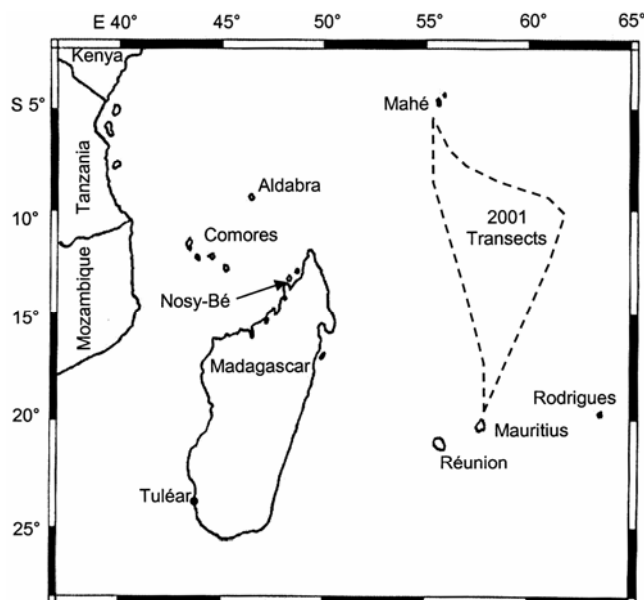 E 40° 45° 50° 55° 60° 65°
Kenya
S 5°
Mahé
Tanzania
Aldabra
10°
2001
Transects
Comores
Mozambique
Nosy-Bé
15°
Madagascar
Rodrigues
20°
Mauritius
Réunion
Tuléar
25°